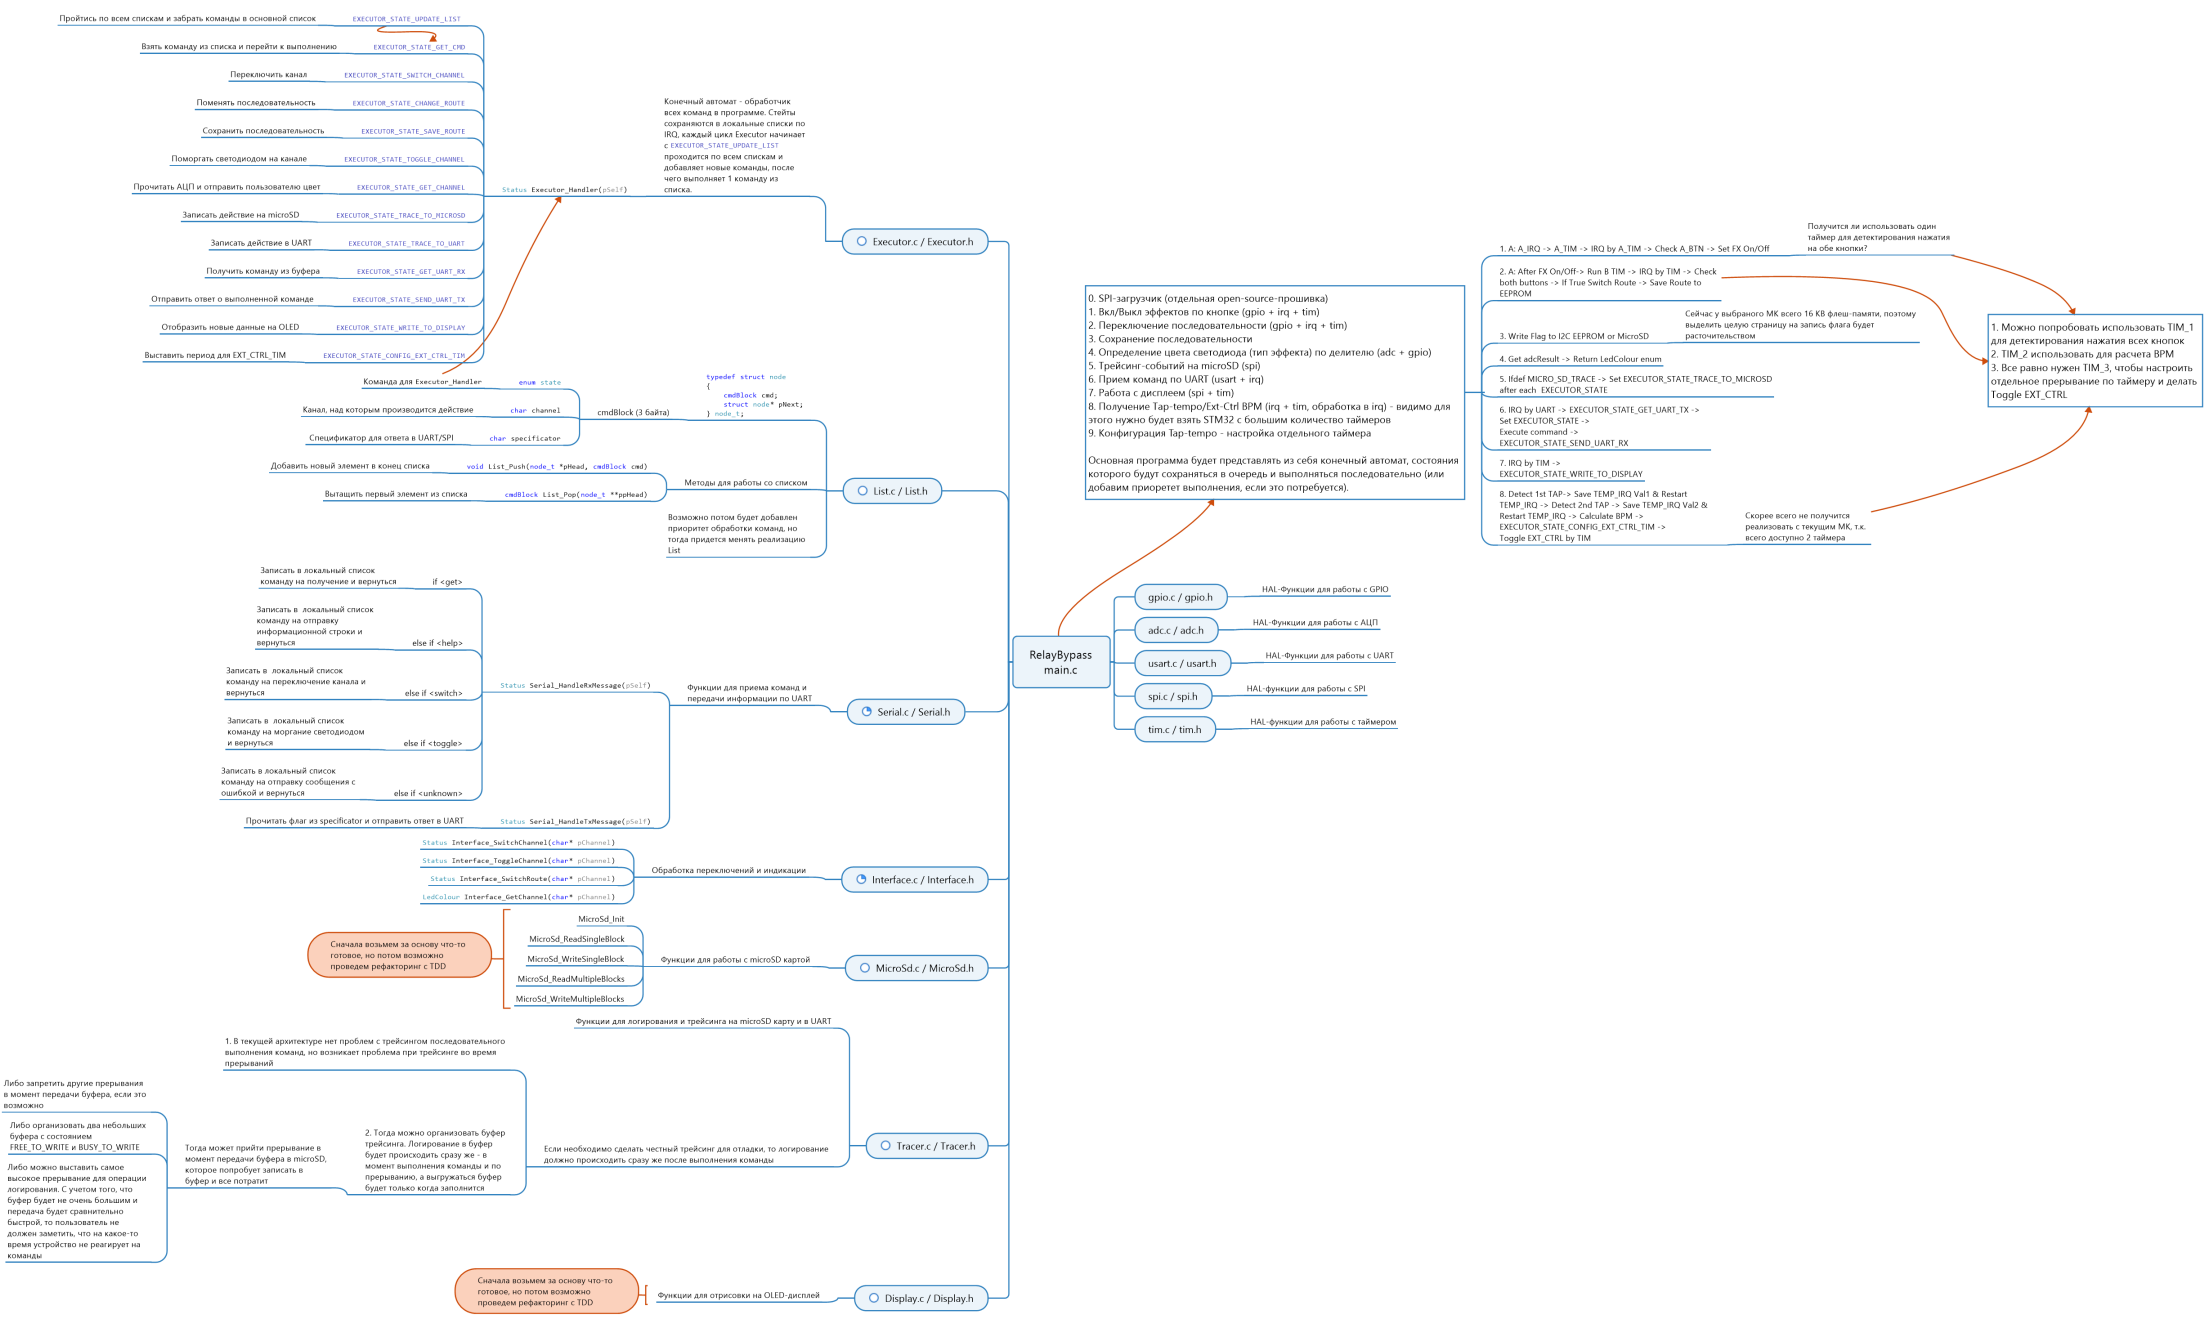 Пройтись по всем спискам и забрать команды в основной список
EXECUTOR_STATE_UPDATE_LIST
Взять команду из списка и перейти к выполнению
EXECUTOR_STATE_GET_CMD
Переключить канал
EXECUTOR_STATE_SWITCH_CHANNEL
Поменять последовательность
EXECUTOR_STATE_CHANGE_ROUTE
Сохранить последовательность
EXECUTOR_STATE_SAVE_ROUTE
Поморгать светодиодом на канале
EXECUTOR_STATE_TOGGLE_CHANNEL
Прочитать АЦП и отправить пользователю цвет
EXECUTOR_STATE_GET_CHANNEL
Записать действие на microSD
EXECUTOR_STATE_TRACE_TO_MICROSD
Записать действие в UART
EXECUTOR_STATE_TRACE_TO_UART
Получить команду из буфера
EXECUTOR_STATE_GET_UART_RX
Отправить ответ о выполненной команде
EXECUTOR_STATE_SEND_UART_TX
Отобразить новые данные на OLED
EXECUTOR_STATE_WRITE_TO_DISPLAY
Выставить период для EXT_CTRL_TIM
EXECUTOR_STATE_CONFIG_EXT_CTRL_TIM
Status Executor_Handler(pSelf)
Конечный автомат - обработчик
всех команд в программе. Стейты
сохраняются в локальные списки по
IRQ, каждый цикл Executor начинает
с EXECUTOR_STATE_UPDATE_LIST
проходится по всем спискам и
добавляет новые команды, после
чего выполняет 1 команду из
списка.
Executor.c / Executor.h
Команда для Executor_Handler
enum state
Канал, над которым производится действие
char channel
Спецификатор для ответа в UART/SPI
char specificator
cmdBlock (3 байта)
typedef struct node
{
cmdBlock cmd;
struct node* pNext;
} node_t;
Добавить новый элемент в конец списка
void List_Push(node_t *pHead, cmdBlock cmd)
Вытащить первый элемент из списка
cmdBlock List_Pop(node_t **ppHead)
Методы для работы со списком
Возможно потом будет добавлен
приоритет обработки команд, но
тогда придется менять реализацию
List
List.c / List.h
Записать в локальный список
команду на получение и вернуться
if <get>
Записать в  локальный список
команду на отправку
информационной строки и
вернуться
else if <help>
Записать в  локальный список
команду на переключение канала и
вернуться
else if <switch>
Записать в  локальный список
команду на моргание светодиодом
и вернуться
else if <toggle>
Записать в локальный список
команду на отправку сообщения с
ошибкой и вернуться
else if <unknown>
Status Serial_HandleRxMessage(pSelf)
Прочитать флаг из specificator и отправить ответ в UART
Status Serial_HandleTxMessage(pSelf)
Функции для приема команд и
передачи информации по UART
Serial.c / Serial.h
Status Interface_SwitchChannel(char* pChannel)
Status Interface_ToggleChannel(char* pChannel)
Status Interface_SwitchRoute(char* pChannel)
LedColour Interface_GetChannel(char* pChannel)
Обработка переключений и индикации
Interface.c / Interface.h
Сначала возьмем за основу что-то
готовое, но потом возможно
проведем рефакторинг с TDD
MicroSd_Init
MicroSd_ReadSingleBlock
MicroSd_WriteSingleBlock
MicroSd_ReadMultipleBlocks
MicroSd_WriteMultipleBlocks
Функции для работы с microSD картой
MicroSd.c / MicroSd.h
Функции для логирования и трейсинга на microSD карту и в UART
1. В текущей архитектуре нет проблем с трейсингом последовательного
выполнения команд, но возникает проблема при трейсинге во время
прерываний
Либо запретить другие прерывания
в момент передачи буфера, если это
возможно
Либо организовать два небольших
буфера с состоянием
FREE_TO_WRITE и BUSY_TO_WRITE
Либо можно выставить самое
высокое прерывание для операции
логирования. С учетом того, что
буфер будет не очень большим и
передача будет сравнительно
быстрой, то пользователь не
должен заметить, что на какое-то
время устройство не реагирует на
команды
Тогда может прийти прерывание в
момент передачи буфера в microSD,
которое попробует записать в
буфер и все потратит
2. Тогда можно организовать буфер
трейсинга. Логирование в буфер
будет происходить сразу же - в
момент выполнения команды и по
прерыванию, а выгружаться буфер
будет только когда заполнится
Если необходимо сделать честный трейсинг для отладки, то логирование
должно происходить сразу же после выполнения команды
Tracer.c / Tracer.h
Сначала возьмем за основу что-то
готовое, но потом возможно
проведем рефакторинг с TDD
Функции для отрисовки на OLED-дисплей
Display.c / Display.h
RelayBypass
main.c
gpio.c / gpio.h
HAL-Функции для работы с GPIO
adc.c / adc.h
HAL-Функции для работы с АЦП
usart.c / usart.h
HAL-Функции для работы с UART
spi.c / spi.h
HAL-функции для работы с SPI
tim.c / tim.h
HAL-функции для работы с таймером
0. SPI-загрузчик (отдельная open-source-прошивка)
1. Вкл/Выкл эффектов по кнопке (gpio + irq + tim)
2. Переключение последовательности (gpio + irq + tim)
3. Сохранение последовательности
4. Определение цвета светодиода (тип эффекта) по делителю (adc + gpio)
5. Трейсинг-событий на microSD (spi)
6. Прием команд по UART (usart + irq)
7. Работа с дисплеем (spi + tim)
8. Получение Tap-tempo/Ext-Ctrl BPM (irq + tim, обработка в irq) - видимо для
этого нужно будет взять STM32 с большим количество таймеров
9. Конфигурация Tap-tempo - настройка отдельного таймера
Основная программа будет представлять из себя конечный автомат, состояния
которого будут сохраняться в очередь и выполняться последовательно (или
добавим приоретет выполнения, если это потребуется).
1. A: A_IRQ -> A_TIM -> IRQ by A_TIM -> Check A_BTN -> Set FX On/Off
Получится ли использовать один
таймер для детектирования нажатия
на обе кнопки?
2. A: After FX On/Off-> Run B TIM -> IRQ by TIM -> Check
both buttons -> If True Switch Route -> Save Route to
EEPROM
3. Write Flag to I2C EEPROM or MicroSD
Сейчас у выбраного МК всего 16 KB флеш-памяти, поэтому
выделить целую страницу на запись флага будет
расточительством
4. Get adcResult -> Return LedColour enum
5. Ifdef MICRO_SD_TRACE -> Set EXECUTOR_STATE_TRACE_TO_MICROSD
after each  EXECUTOR_STATE
6. IRQ by UART -> EXECUTOR_STATE_GET_UART_TX ->
Set EXECUTOR_STATE ->
Execute command ->
EXECUTOR_STATE_SEND_UART_RX
7. IRQ by TIM ->
EXECUTOR_STATE_WRITE_TO_DISPLAY
8. Detect 1st TAP-> Save TEMP_IRQ Val1 & Restart
TEMP_IRQ -> Detect 2nd TAP -> Save TEMP_IRQ Val2 &
Restart TEMP_IRQ -> Calculate BPM ->
EXECUTOR_STATE_CONFIG_EXT_CTRL_TIM ->
Toggle EXT_CTRL by TIM
Скорее всего не получится
реализовать с текущим МК, т.к.
всего доступно 2 таймера
1. Можно попробовать использовать TIM_1
для детектирования нажатия всех кнопок
2. TIM_2 использовать для расчета BPM
3. Все равно нужен TIM_3, чтобы настроить
отдельное прерывание по таймеру и делать
Toggle EXT_CTRL